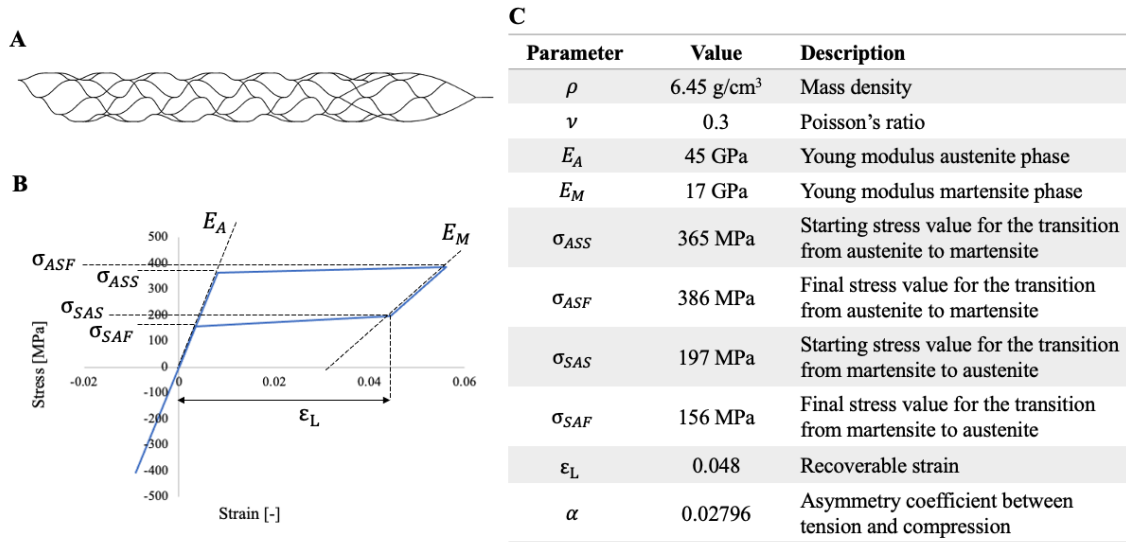 A
B
E_A
E_M
σ_ASF
σ_ASS
σ_SAS
σ_SAF
500
400
300
200
100
0
-100
-200
-300
-400
-500
-0.02
0
0.02
0.04
0.06
ε_L
Stress [MPa]
Strain [-]
C
Parameter Value Description
ρ 6.45 g/cm³ Mass density
ν 0.3 Poisson’s ratio
E_A 45 GPa Young modulus austenite phase
E_M 17 GPa Young modulus martensite phase
σ_ASS 365 MPa Starting stress value for the transition
from austenite to martensite
σ_ASF 386 MPa Final stress value for the transition
from austenite to martensite
σ_SAS 197 MPa Starting stress value for the transition
from martensite to austenite
σ_SAF 156 MPa Final stress value for the transition
from martensite to austenite
ε_L 0.048 Recoverable strain
α 0.02796 Asymmetry coefficient between
tension and compression